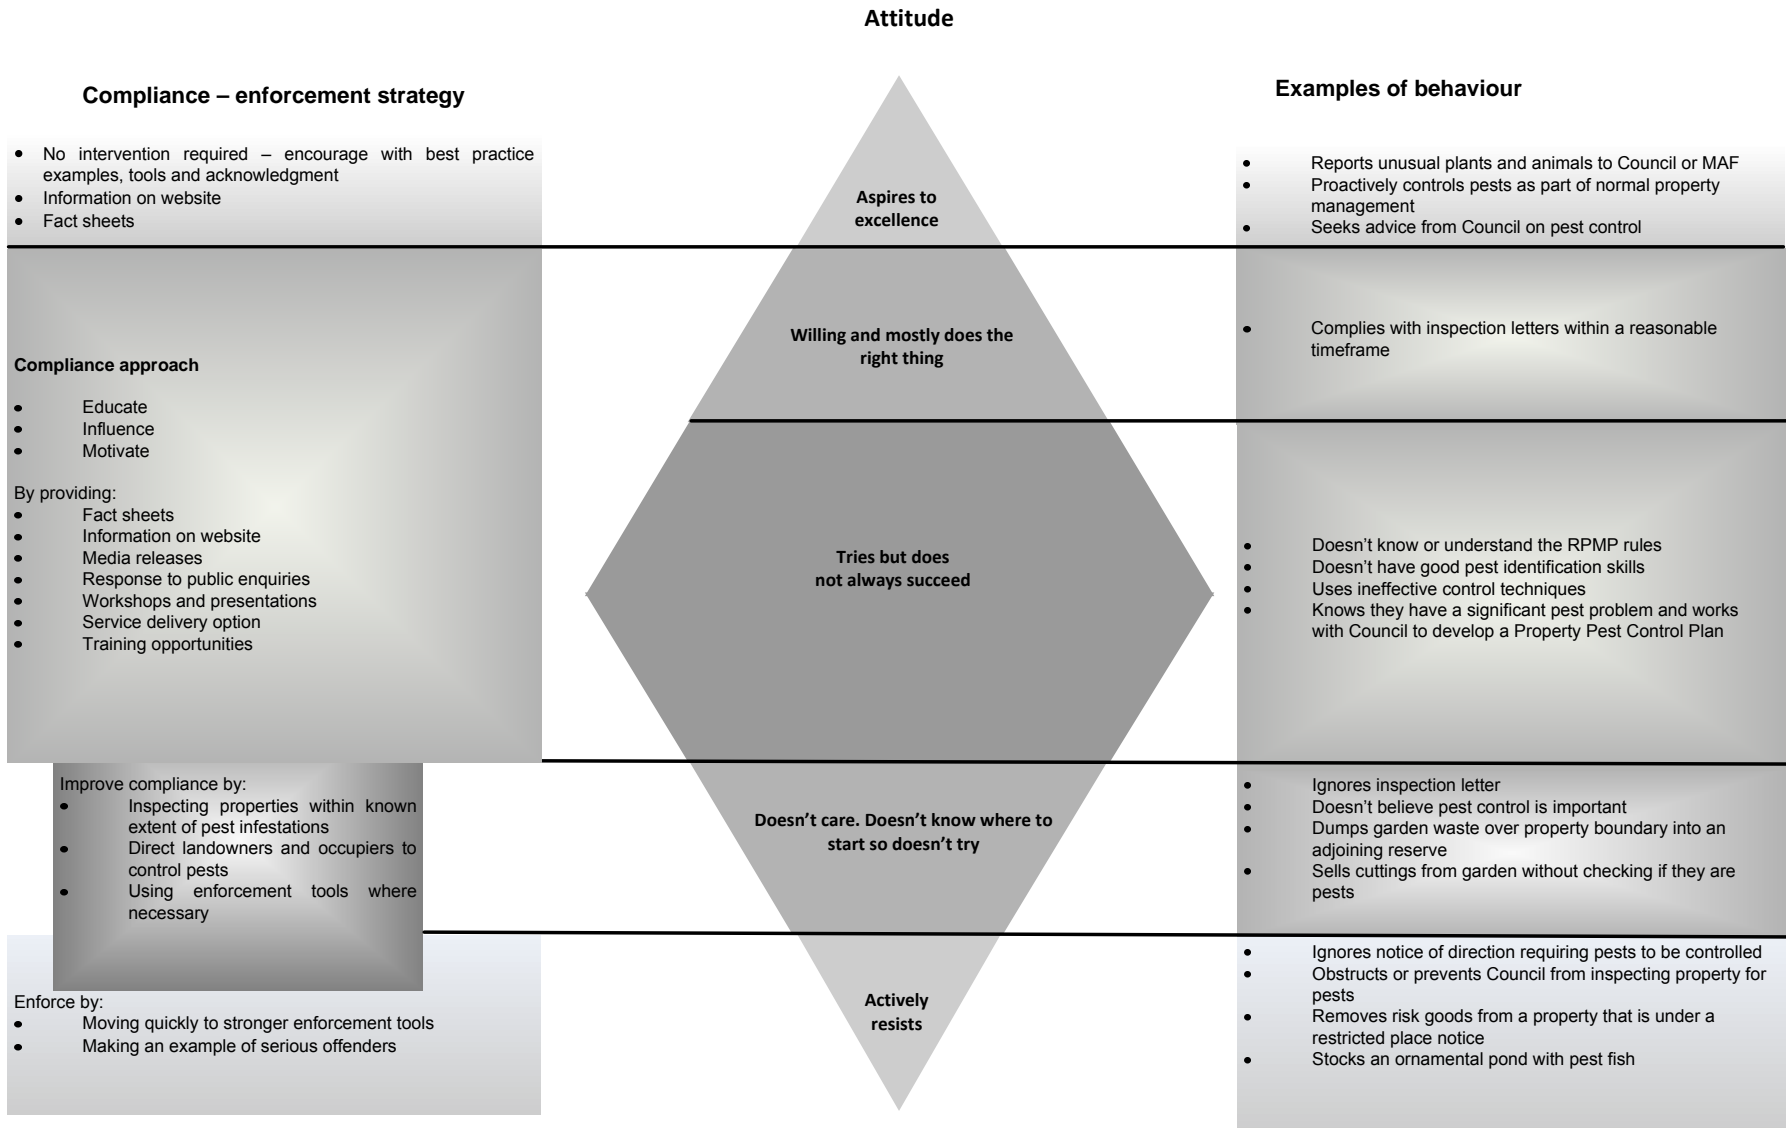 Attitude
Compliance – enforcement strategy
• No intervention required – encourage with best practice
examples, tools and acknowledgment
• Information on website
• Fact sheets
Compliance approach
• Educate
• Influence
• Motivate
By providing:
• Fact sheets
• Information on website
• Media releases
• Response to public enquiries
• Workshops and presentations
• Service delivery option
• Training opportunities
Improve compliance by:
• Inspecting properties within known
extent of pest infestations
• Direct landowners and occupiers to
control pests
• Using enforcement tools where
necessary
Enforce by:
• Moving quickly to stronger enforcement tools
• Making an example of serious offenders
Aspires to
excellence
Willing and mostly does the
right thing
Tries but does
not always succeed
Doesn’t care. Doesn’t know where to
start so doesn’t try
Actively
resists
Examples of behaviour
• Reports unusual plants and animals to Council or MAF
• Proactively controls pests as part of normal property
management
• Seeks advice from Council on pest control
• Complies with inspection letters within a reasonable
timeframe
• Doesn’t know or understand the RPMP rules
• Doesn’t have good pest identification skills
• Uses ineffective control techniques
• Knows they have a significant pest problem and works
with Council to develop a Property Pest Control Plan
• Ignores inspection letter
• Doesn’t believe pest control is important
• Dumps garden waste over property boundary into an
adjoining reserve
• Sells cuttings from garden without checking if they are
pests
• Ignores notice of direction requiring pests to be controlled
• Obstructs or prevents Council from inspecting property for
pests
• Removes risk goods from a property that is under a
restricted place notice
• Stocks an ornamental pond with pest fish